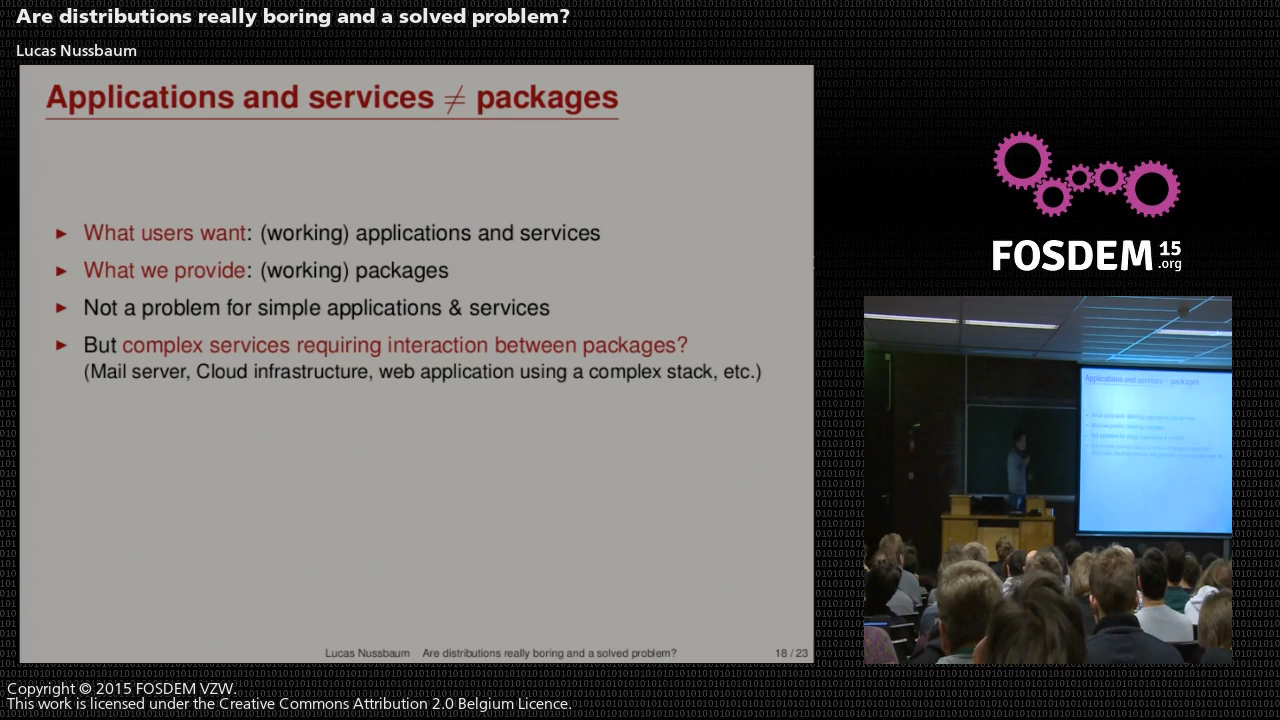 Are distributions really boring and a solved problem?
Lucas Nussbaum
Applications and services ≠ packages
▶ What users want: (working) applications and services
▶ What we provide: (working) packages
▶ Not a problem for simple applications & services
▶ But complex services requiring interaction between packages?
(Mail server, Cloud infrastructure, web application using a complex stack, etc.)
Lucas Nussbaum Are distributions really boring and a solved problem? 18 / 23
FOSDEM 15 .org
Applications and services packages
Copyright © 2015 FOSDEM VZW.
This work is licensed under the Creative Commons Attribution 2.0 Belgium Licence.